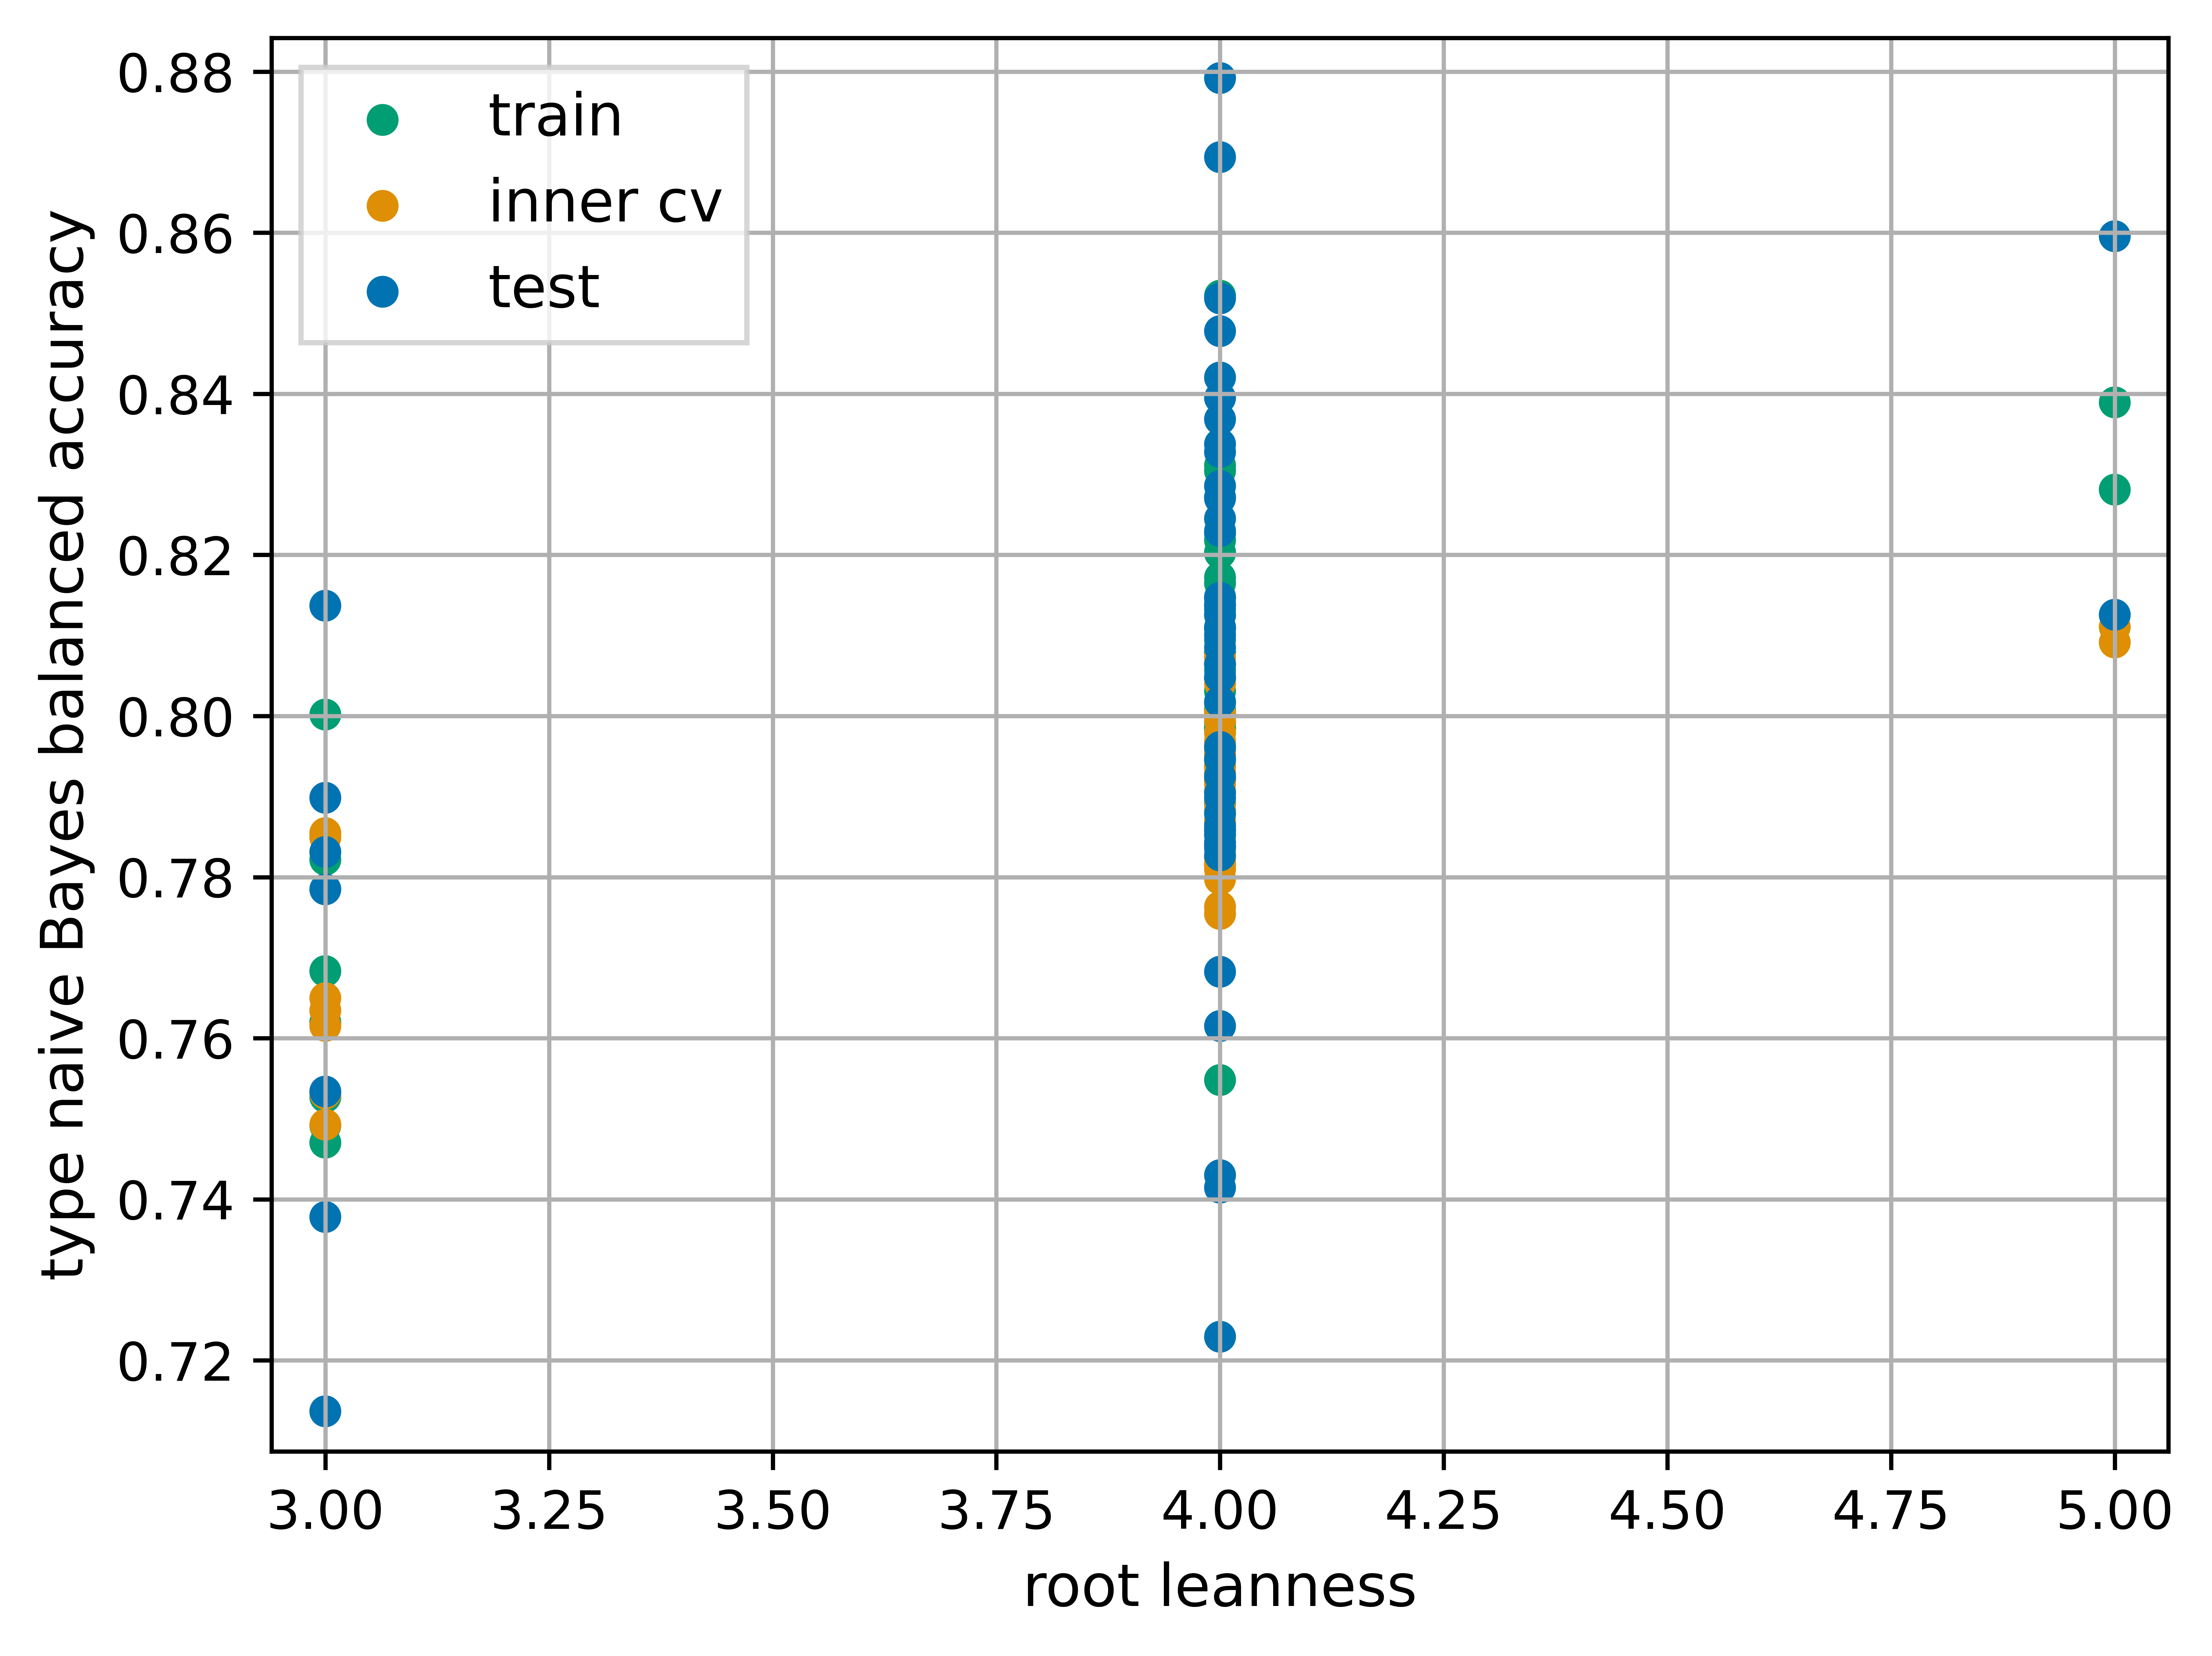 train
inner cv
test
type naive Bayes balanced accuracy
0.88
0.86
0.84
0.82
0.80
0.78
0.76
0.74
0.72
3.00 3.25 3.50 3.75 4.00 4.25 4.50 4.75 5.00
root leanness